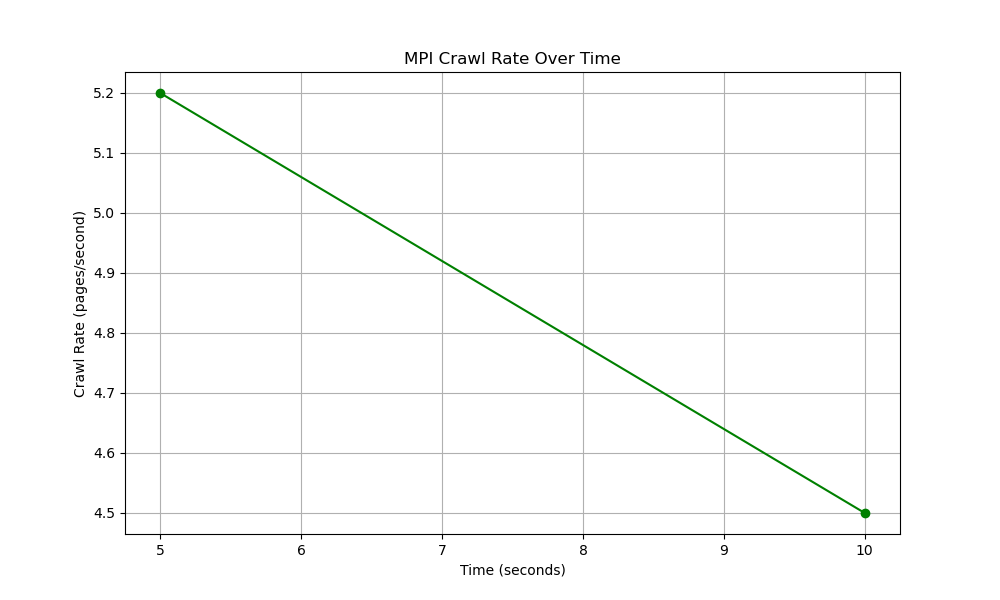 MPI Crawl Rate Over Time
Crawl Rate (pages/second)
5.2
5.1
5.0
4.9
4.8
4.7
4.6
4.5
5 6 7 8 9 10
Time (seconds)